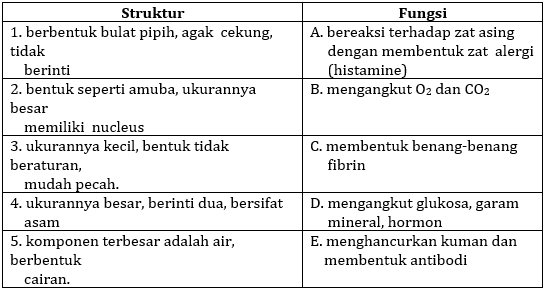 Struktur
Fungsi
1. berbentuk bulat pipih, agak cekung,
tidak
berinti
A. bereaksi terhadap zat asing
dengan membentuk zat alergi
(histamine)
2. bentuk seperti amuba, ukurannya
besar
memiliki nucleus
B. mengangkut O₂ dan CO₂
3. ukurannya kecil, bentuk tidak
beraturan,
mudah pecah.
C. membentuk benang-benang
fibrin
4. ukurannya besar, berinti dua, bersifat
asam
D. mengangkut glukosa, garam
mineral, hormon
5. komponen terbesar adalah air,
berbentuk
cairan.
E. menghancurkan kuman dan
membentuk antibodi